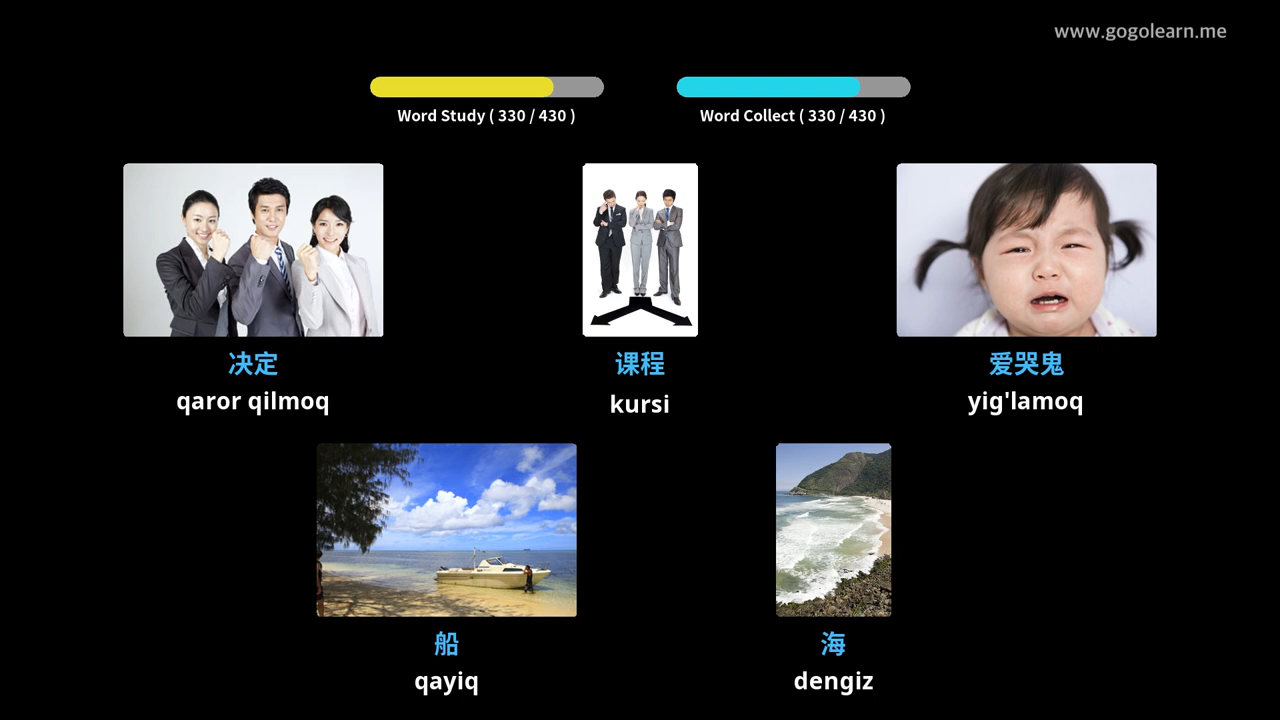 www.gogolearn.me
Word Study ( 330 / 430 )
Word Collect ( 330 / 430 )
决定
qaror qilmoq
课程
kursi
爱哭鬼
yig'lamoq
船
qayiq
海
dengiz